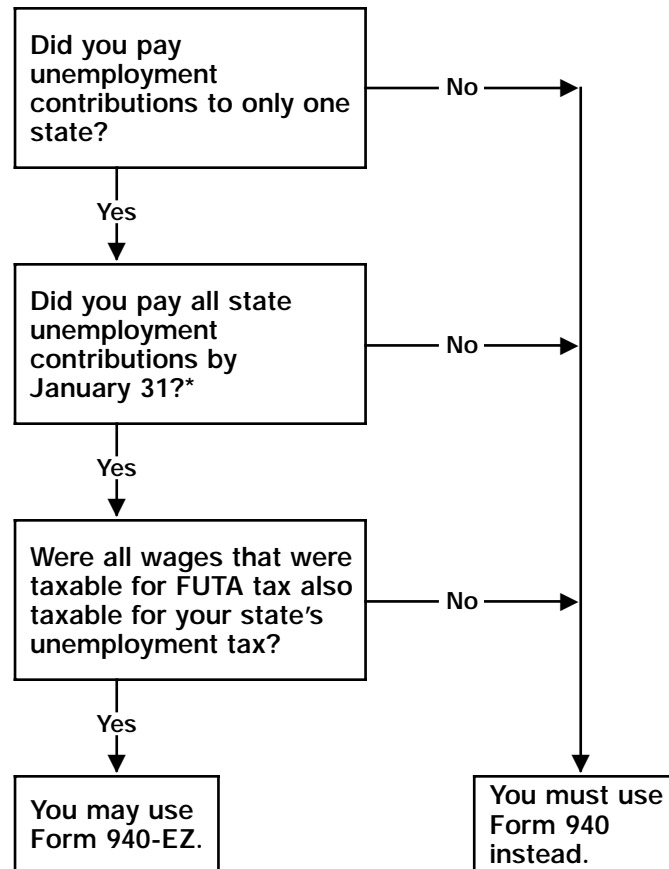 Did you pay
unemployment
contributions to only one
state?
No
Yes
Did you pay all state
unemployment
contributions by
January 31?*
No
Yes
Were all wages that were
taxable for FUTA tax also
taxable for your state's
unemployment tax?
No
Yes
You may use
Form 940-EZ.
You must use
Form 940
instead.